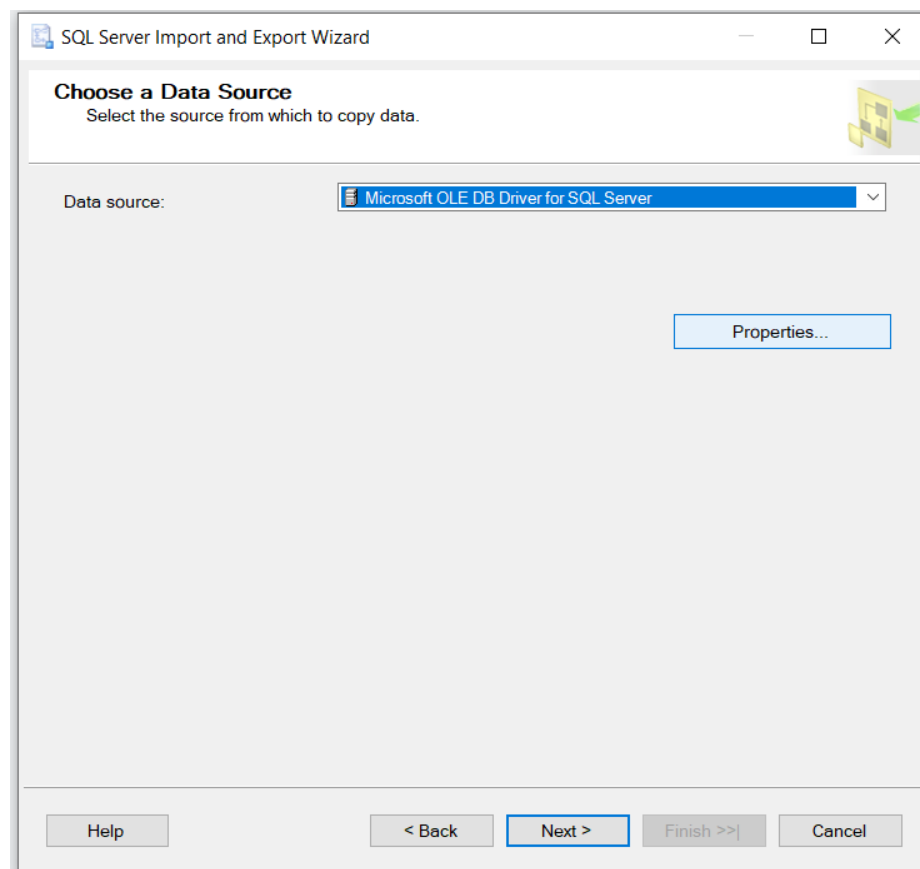 SQL Server Import and Export Wizard
Choose a Data Source
Select the source from which to copy data.
Data source:
Microsoft OLE DB Driver for SQL Server
Properties...
Help
< Back
Next >
Finish >>|
Cancel